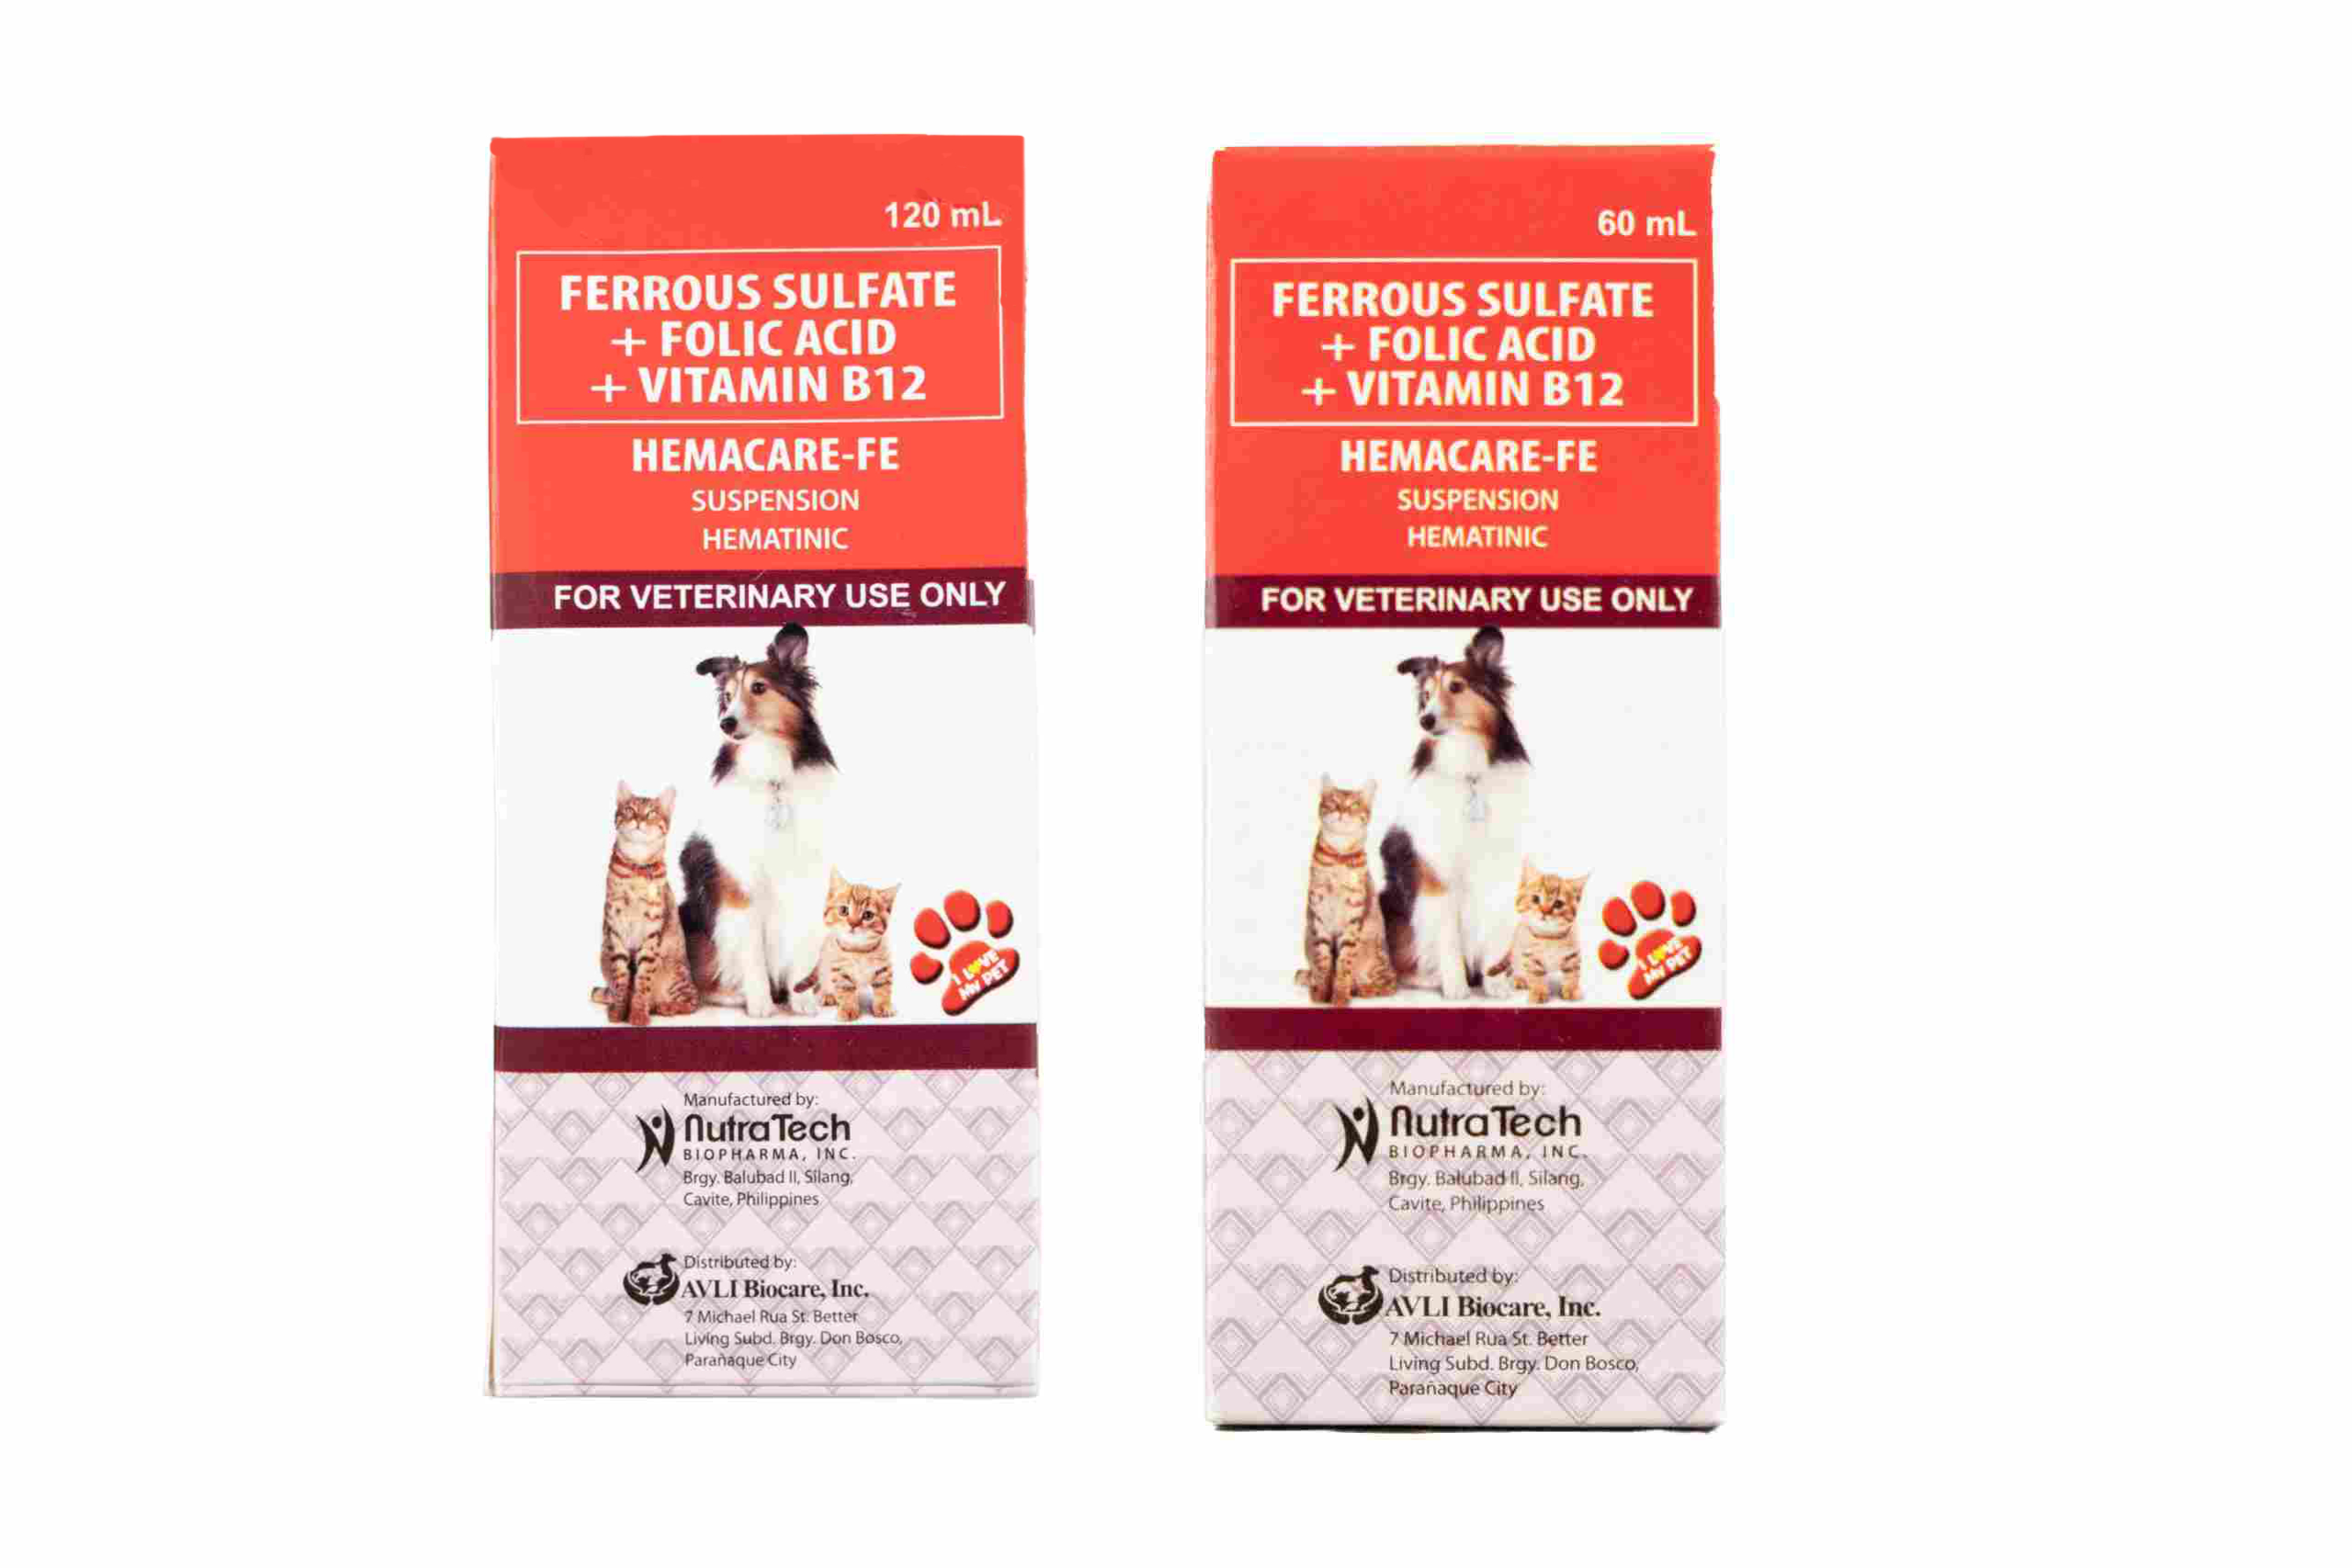 120 mL
FERROUS SULFATE
+ FOLIC ACID
+ VITAMIN B12
HEMACARE-FE
SUSPENSION
HEMATINIC
FOR VETERINARY USE ONLY
I LOVE
My PET
Manufactured by:
NutraTech
BIOPHARMA, INC.
Brgy. Balubad II, Silang,
Cavite, Philippines
Distributed by:
AVLI Biocare, Inc.
7 Michael Rua St. Better
Living Subd. Brgy. Don Bosco,
Parañaque City
60 mL
FERROUS SULFATE
+ FOLIC ACID
+ VITAMIN B12
HEMACARE-FE
SUSPENSION
HEMATINIC
FOR VETERINARY USE ONLY
I LOVE
My PET
Manufactured by:
NutraTech
BIOPHARMA, INC.
Brgy. Balubad II, Silang,
Cavite, Philippines
Distributed by:
AVLI Biocare, Inc.
7 Michael Rua St. Better
Living Subd. Brgy. Don Bosco,
Parañaque City